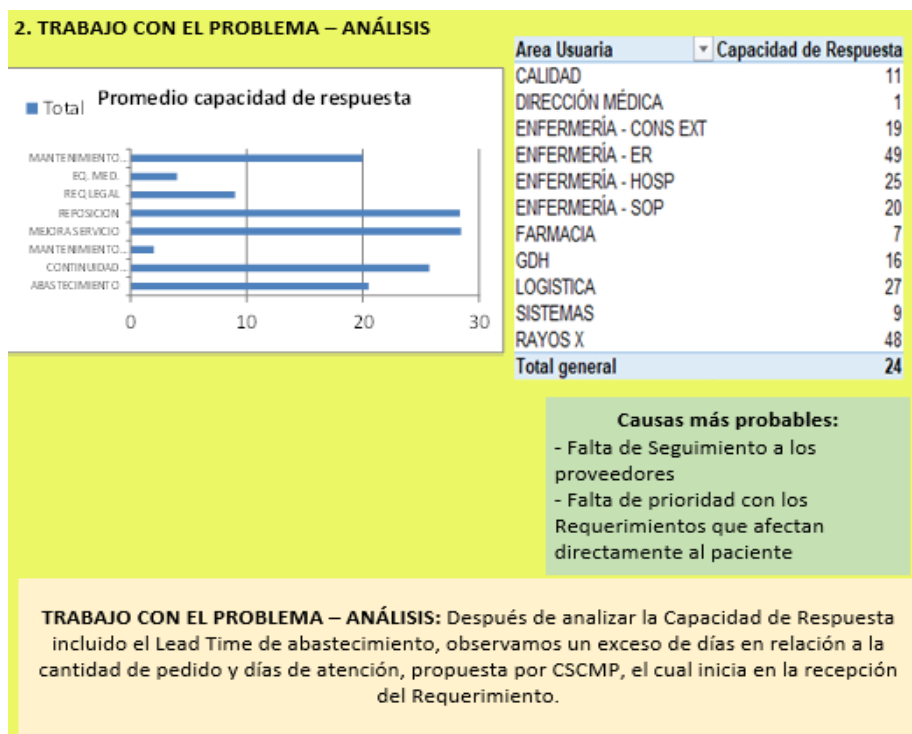 2. TRABAJO CON EL PROBLEMA – ANÁLISIS
Total
Promedio capacidad de respuesta
MANTENIMIENTO...
EQ. MED.
REQ LEGAL
REPOSICION
MEJORA SERVICIO
MANTENIMIENTO...
CONTINUIDAD...
ABASTECIMIENTO
0 10 20 30
Area Usuaria Capacidad de Respuesta
CALIDAD 11
DIRECCIÓN MÉDICA 1
ENFERMERÍA - CONS EXT 19
ENFERMERÍA - ER 49
ENFERMERÍA - HOSP 25
ENFERMERÍA - SOP 20
FARMACIA 7
GDH 16
LOGISTICA 27
SISTEMAS 9
RAYOS X 48
Total general 24
Causas más probables:
- Falta de Seguimiento a los
proveedores
- Falta de prioridad con los
Requerimientos que afectan
directamente al paciente
TRABAJO CON EL PROBLEMA – ANÁLISIS: Después de analizar la Capacidad de Respuesta
incluido el Lead Time de abastecimiento, observamos un exceso de días en relación a la
cantidad de pedido y días de atención, propuesta por CSCMP, el cual inicia en la recepción
del Requerimiento.